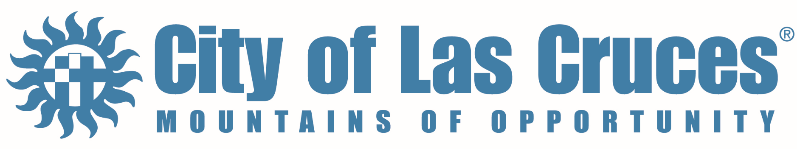 City of Las Cruces®
MOUNTAINS OF OPPORTUNITY